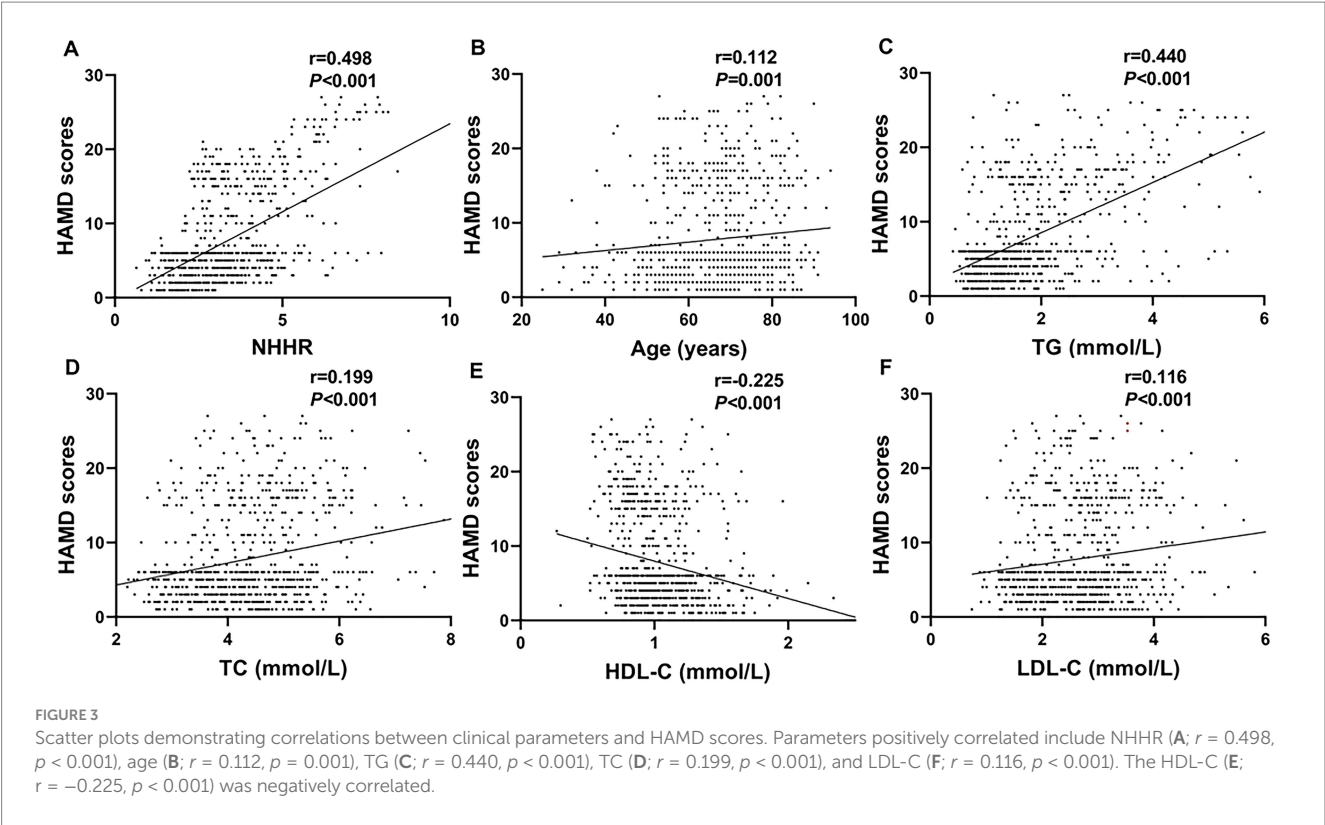 A
r=0.498
P<0.001
HAMD scores
30
20
10
0
0
5
10
NHHR
B
r=0.112
P=0.001
HAMD scores
30
20
10
0
20
40
60
80
100
Age (years)
C
r=0.440
P<0.001
HAMD scores
30
20
10
0
0
2
4
6
TG (mmol/L)
D
r=0.199
P<0.001
HAMD scores
30
20
10
0
2
4
6
8
TC (mmol/L)
E
r=-0.225
P<0.001
HAMD scores
30
20
10
0
0
1
2
HDL-C (mmol/L)
F
r=0.116
P<0.001
HAMD scores
30
20
10
0
0
2
4
6
LDL-C (mmol/L)
FIGURE 3
Scatter plots demonstrating correlations between clinical parameters and HAMD scores. Parameters positively correlated include NHHR (A; r = 0.498,
p < 0.001), age (B; r = 0.112, p = 0.001), TG (C; r = 0.440, p < 0.001), TC (D; r = 0.199, p < 0.001), and LDL-C (F; r = 0.116, p < 0.001). The HDL-C (E;
r = −0.225, p < 0.001) was negatively correlated.